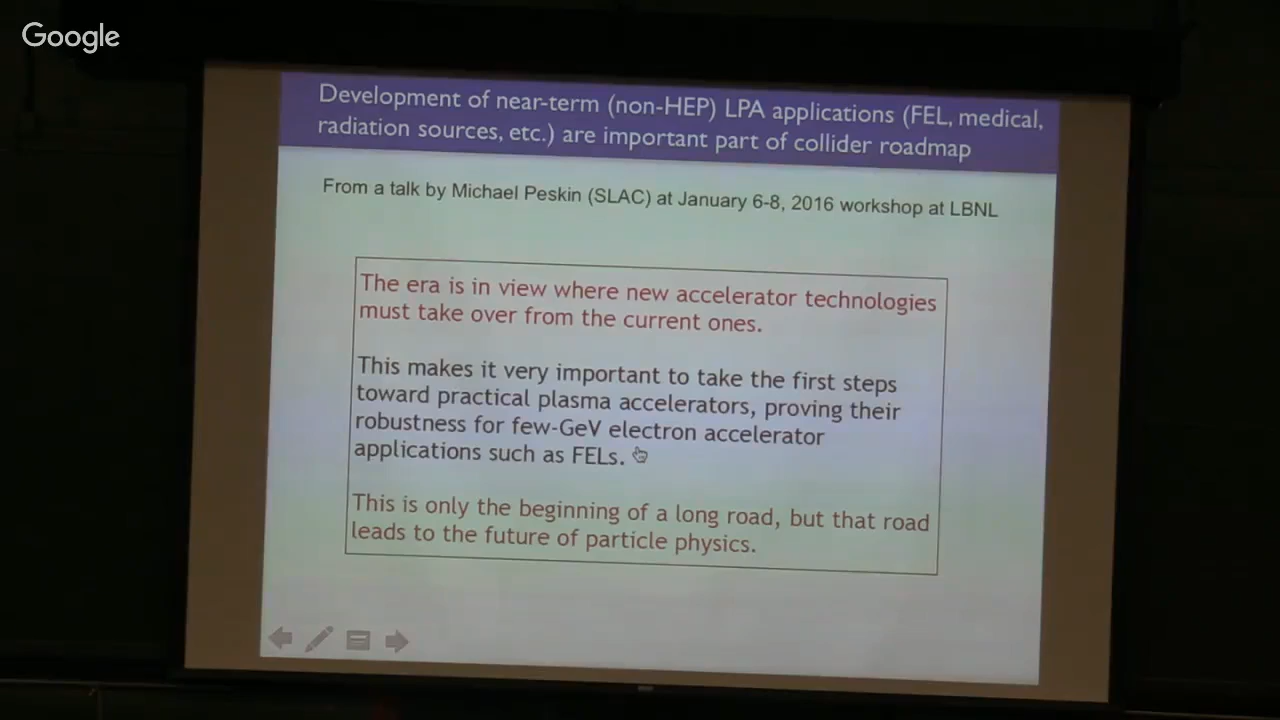 Google
Development of near-term (non-HEP) LPA applications (FEL, medical,
radiation sources, etc.) are important part of collider roadmap
From a talk by Michael Peskin (SLAC) at January 6-8, 2016 workshop at LBNL
The era is in view where new accelerator technologies
must take over from the current ones.
This makes it very important to take the first steps
toward practical plasma accelerators, proving their
robustness for few-GeV electron accelerator
applications such as FELs.
This is only the beginning of a long road, but that road
leads to the future of particle physics.